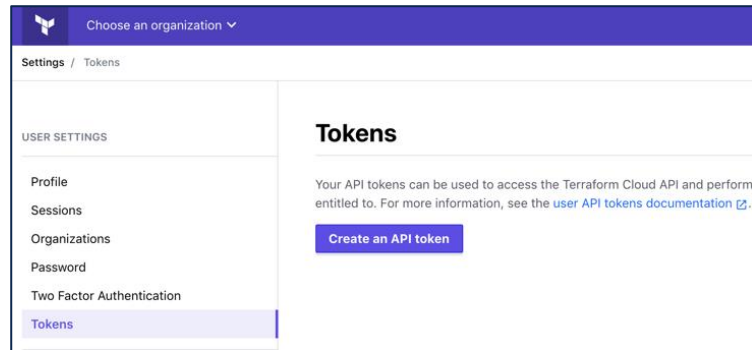 Choose an organization
Settings / Tokens
USER SETTINGS
Profile
Sessions
Organizations
Password
Two Factor Authentication
Tokens
Tokens
Your API tokens can be used to access the Terraform Cloud API and perform
entitled to. For more information, see the user API tokens documentation.
Create an API token